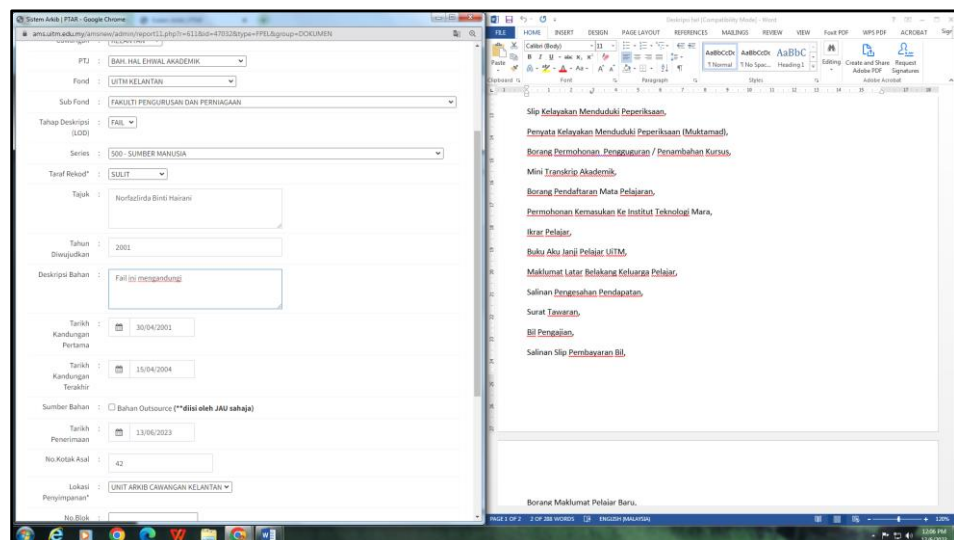 Sistem Arkib | PTAR - Google Chrome
amsuitm.edu.my/amsnew/admin/report11.php?r=611&id=47032&type=FPEL&group=DOKUMEN
PTJ : BAH. HAL EHWAL AKADEMIK
Fond : UITM KELANTAN
Sub Fond : FAKULTI PENGURUSAN DAN PERNIAGAAN
Tahap Deskripsi : FAIL
(LOD)
Series : 500 - SUMBER MANUSIA
Taraf Rekod* : SULIT
Tajuk : Norfazlirda Binti Hairani
Tahun : 2001
Diwujudkan
Deskripsi Bahan : Fail ini mengandungi
Tarikh : 30/04/2001
Kandungan
Pertama
Tarikh : 15/04/2004
Kandungan
Terakhir
Sumber Bahan : Bahan Outsource (**diisi oleh JAU sahaja)
Tarikh : 13/06/2023
Penerimaan
No.Kotak Asal : 42
Lokasi : UNIT ARKIB CAWANGAN KELANTAN
Penyimpanan*
No.Blok
Diskripsi fail [Compatibility Mode] - Word
FILE HOME INSERT DESIGN PAGE LAYOUT REFERENCES MAILINGS REVIEW VIEW Foxit PDF WPS PDF ACROBAT Sign
Calibri (Body) 11
Paste
AaBbCcDc AaBbCcDc AaBbC
1 Normal 1 No Spac... Heading 1
Editing Create and Share Request
Adobe PDF Signatures
Clipboard Font Paragraph Styles Adobe Acrobat
Slip Kelayakan Menduduki Peperiksaan,
Penyata Kelayakan Menduduki Peperiksaan (Muktamad),
Borang Permohonan Pengguguran / Penambahan Kursus,
Mini Transkrip Akademik,
Borang Pendaftaran Mata Pelajaran,
Permohonan Kemasukan Ke Institut Teknologi Mara,
Ikrar Pelajar,
Buku Aku Janji Pelajar UiTM,
Maklumat Latar Belakang Keluarga Pelajar,
Salinan Pengesahan Pendapatan,
Surat Tawaran,
Bil Pengajian,
Salinan Slip Pembayaran Bil,
Borang Maklumat Pelajar Baru,
PAGE 1 OF 2 2 OF 288 WORDS ENGLISH (MALAYSIA) 120%
12:06 PM